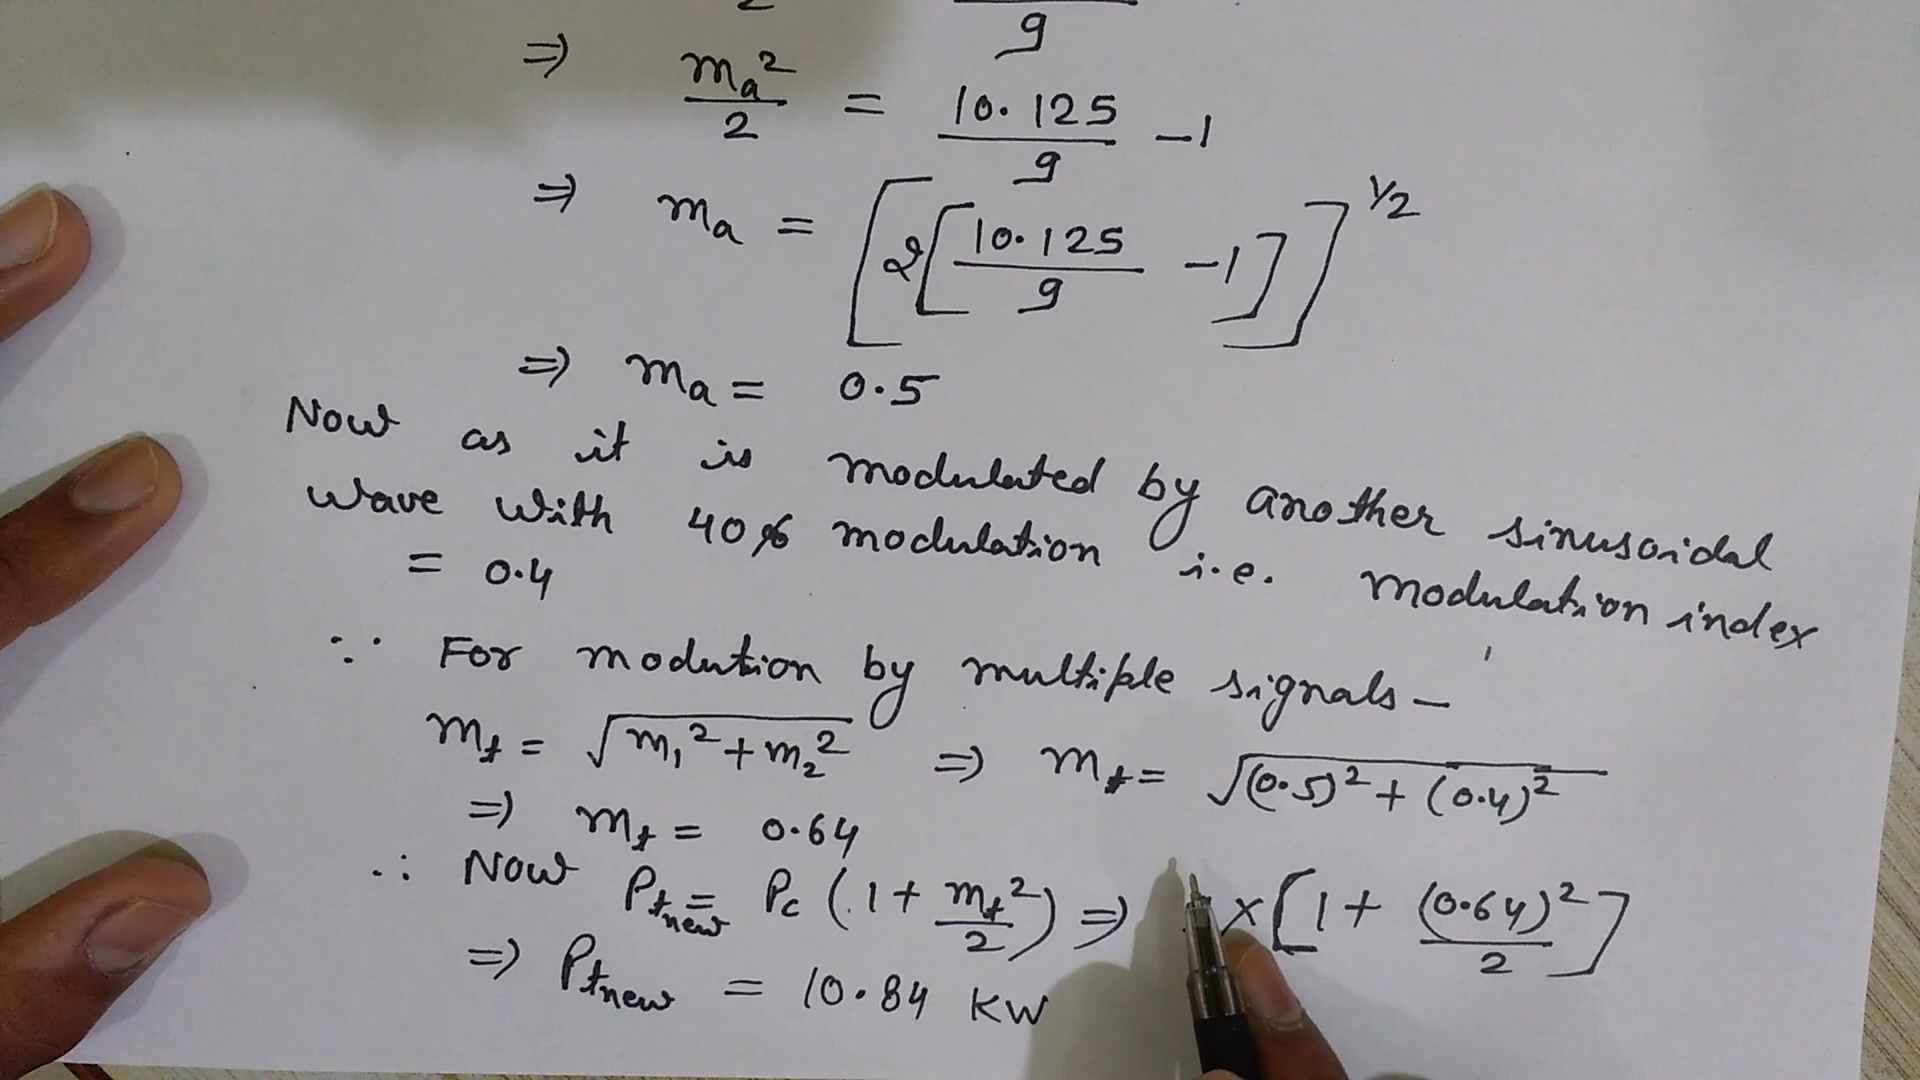 2 9
⇒ ma²/2 = 10.125/9 -1
⇒ ma = [2[10.125/9 -1]]^1/2
⇒ ma = 0.5
Now as it is modulated by another sinusoidal
wave with 40% modulation i.e. modulation index
= 0.4
∵ For modution by multiple signals -
mt = √(m₁² + m₂²) ⇒ mt = √((0.5)² + (0.4)²)
⇒ mt = 0.64
∴ Now Ptnew = Pc (1 + mt²/2) ⇒ × [1 + (0.64)²/2]
⇒ Ptnew = 10.84 KW